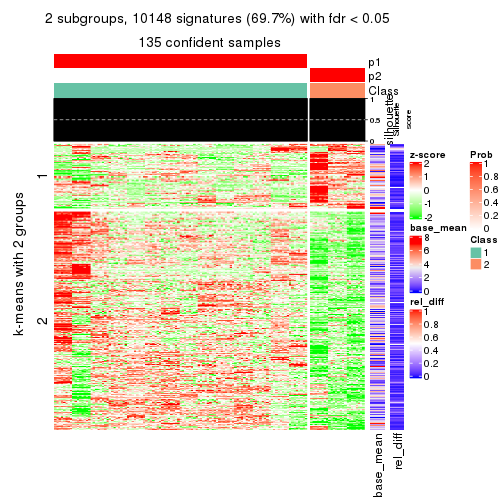 2 subgroups, 10148 signatures (69.7%) with fdr < 0.05
135 confident samples
p1
p2
Class
1
0.5
0
silhouette
Silhouette
score
k-means with 2 groups
1
2
base_mean
rel_diff
z-score
2
1
0
-1
-2
base_mean
8
6
4
2
0
rel_diff
1
0.8
0.6
0.4
0.2
0
Prob
1
0.8
0.6
0.4
0.2
0
Class
1
2